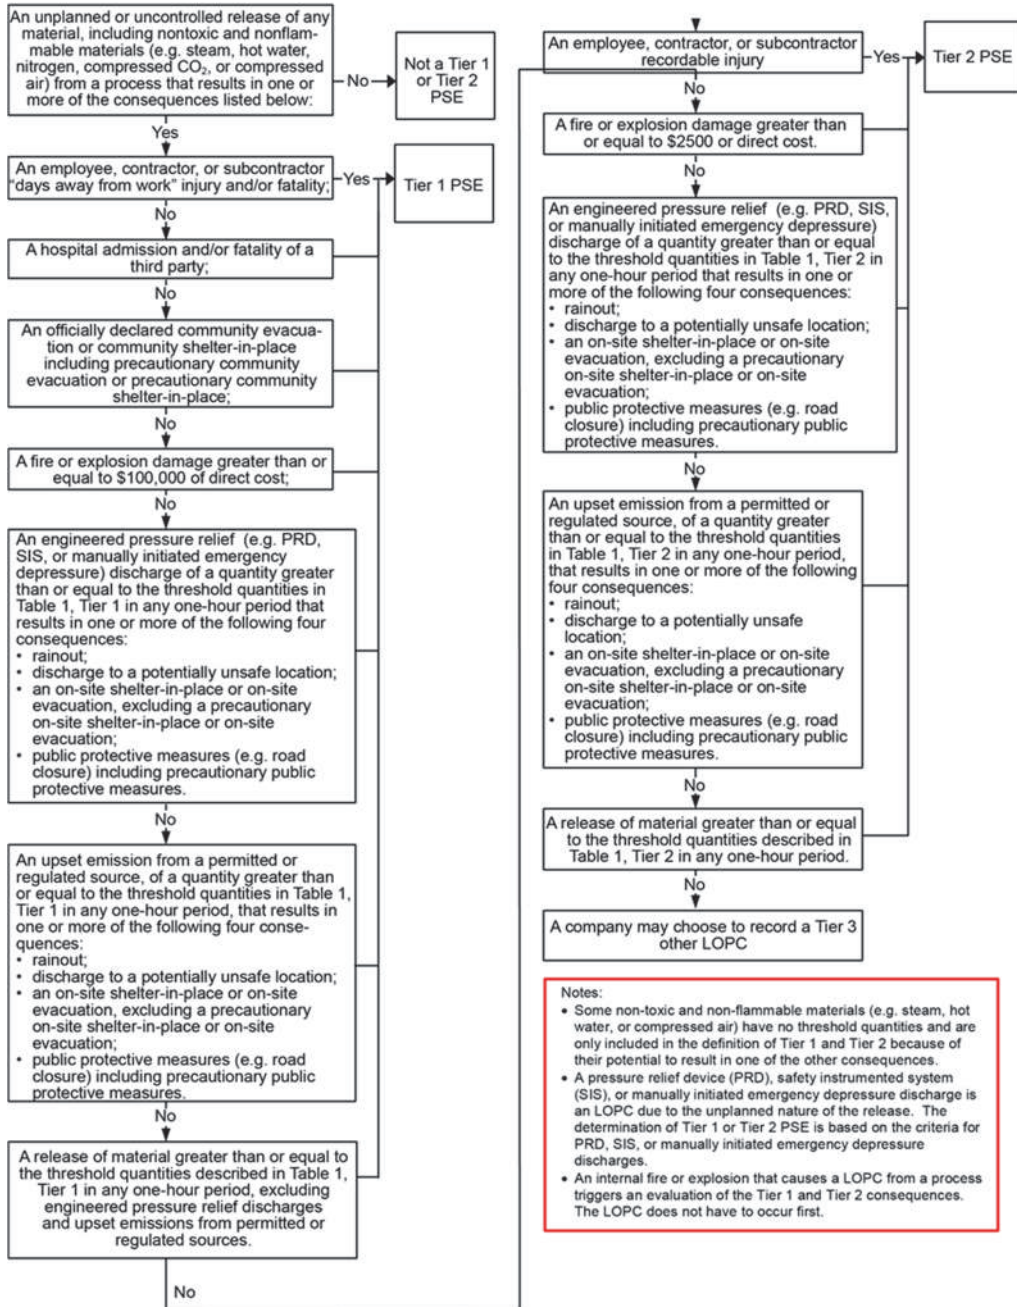 An unplanned or uncontrolled release of any
material, including nontoxic and nonflam-
mable materials (e.g. steam, hot water,
nitrogen, compressed CO₂, or compressed
air) from a process that results in one or
more of the consequences listed below:
No
Not a Tier 1
or Tier 2
PSE
Yes
An employee, contractor, or subcontractor
“days away from work” injury and/or fatality;
Yes
Tier 1 PSE
No
A hospital admission and/or fatality of a
third party;
No
An officially declared community evacua-
tion or community shelter-in-place
including precautionary community
evacuation or precautionary community
shelter-in-place;
No
A fire or explosion damage greater than or
equal to $100,000 of direct cost;
No
An engineered pressure relief (e.g. PRD,
SIS, or manually initiated emergency
depressure) discharge of a quantity greater
than or equal to the threshold quantities in
Table 1, Tier 1 in any one-hour period that
results in one or more of the following four
consequences:
• rainout;
• discharge to a potentially unsafe location;
• an on-site shelter-in-place or on-site
evacuation, excluding a precautionary
on-site shelter-in-place or on-site
evacuation;
• public protective measures (e.g. road
closure) including precautionary public
protective measures.
No
An upset emission from a permitted or
regulated source, of a quantity greater than
or equal to the threshold quantities in Table 1,
Tier 1 in any one-hour period, that results in
one or more of the following four conse-
quences:
• rainout;
• discharge to a potentially unsafe location;
• an on-site shelter-in-place or on-site
evacuation, excluding a precautionary
on-site shelter-in-place or on-site
evacuation;
• public protective measures (e.g. road
closure) including precautionary public
protective measures.
No
A release of material greater than or equal to
the threshold quantities described in Table 1,
Tier 1 in any one-hour period, excluding
engineered pressure relief discharges
and upset emissions from permitted or
regulated sources.
No
An employee, contractor, or subcontractor
recordable injury
Yes
Tier 2 PSE
No
A fire or explosion damage greater than
or equal to $2500 or direct cost.
No
An engineered pressure relief (e.g. PRD, SIS,
or manually initiated emergency depressure)
discharge of a quantity greater than or equal
to the threshold quantities in Table 1, Tier 2 in
any one-hour period that results in one or
more of the following four consequences:
• rainout;
• discharge to a potentially unsafe location;
• an on-site shelter-in-place or on-site
evacuation, excluding a precautionary
on-site shelter-in-place or on-site
evacuation;
• public protective measures (e.g. road
closure) including precautionary public
protective measures.
No
An upset emission from a permitted or
regulated source, of a quantity greater
than or equal to the threshold quantities
in Table 1, Tier 2 in any one-hour period,
that results in one or more of the following
four consequences:
• rainout;
• discharge to a potentially unsafe
location;
• an on-site shelter-in-place or on-site
evacuation, excluding a precautionary
on-site shelter-in-place or on-site
evacuation;
• public protective measures (e.g. road
closure) including precautionary public
protective measures.
No
A release of material greater than or equal
to the threshold quantities described in
Table 1, Tier 2 in any one-hour period.
No
A company may choose to record a Tier 3
other LOPC
Notes:
• Some non-toxic and non-flammable materials (e.g. steam, hot
water, or compressed air) have no threshold quantities and are
only included in the definition of Tier 1 and Tier 2 because of
their potential to result in one of the other consequences.
• A pressure relief device (PRD), safety instrumented system
(SIS), or manually initiated emergency depressure discharge is
an LOPC due to the unplanned nature of the release. The
determination of Tier 1 or Tier 2 PSE is based on the criteria for
PRD, SIS, or manually initiated emergency depressure
discharges.
• An internal fire or explosion that causes a LOPC from a process
triggers an evaluation of the Tier 1 and Tier 2 consequences.
The LOPC does not have to occur first.